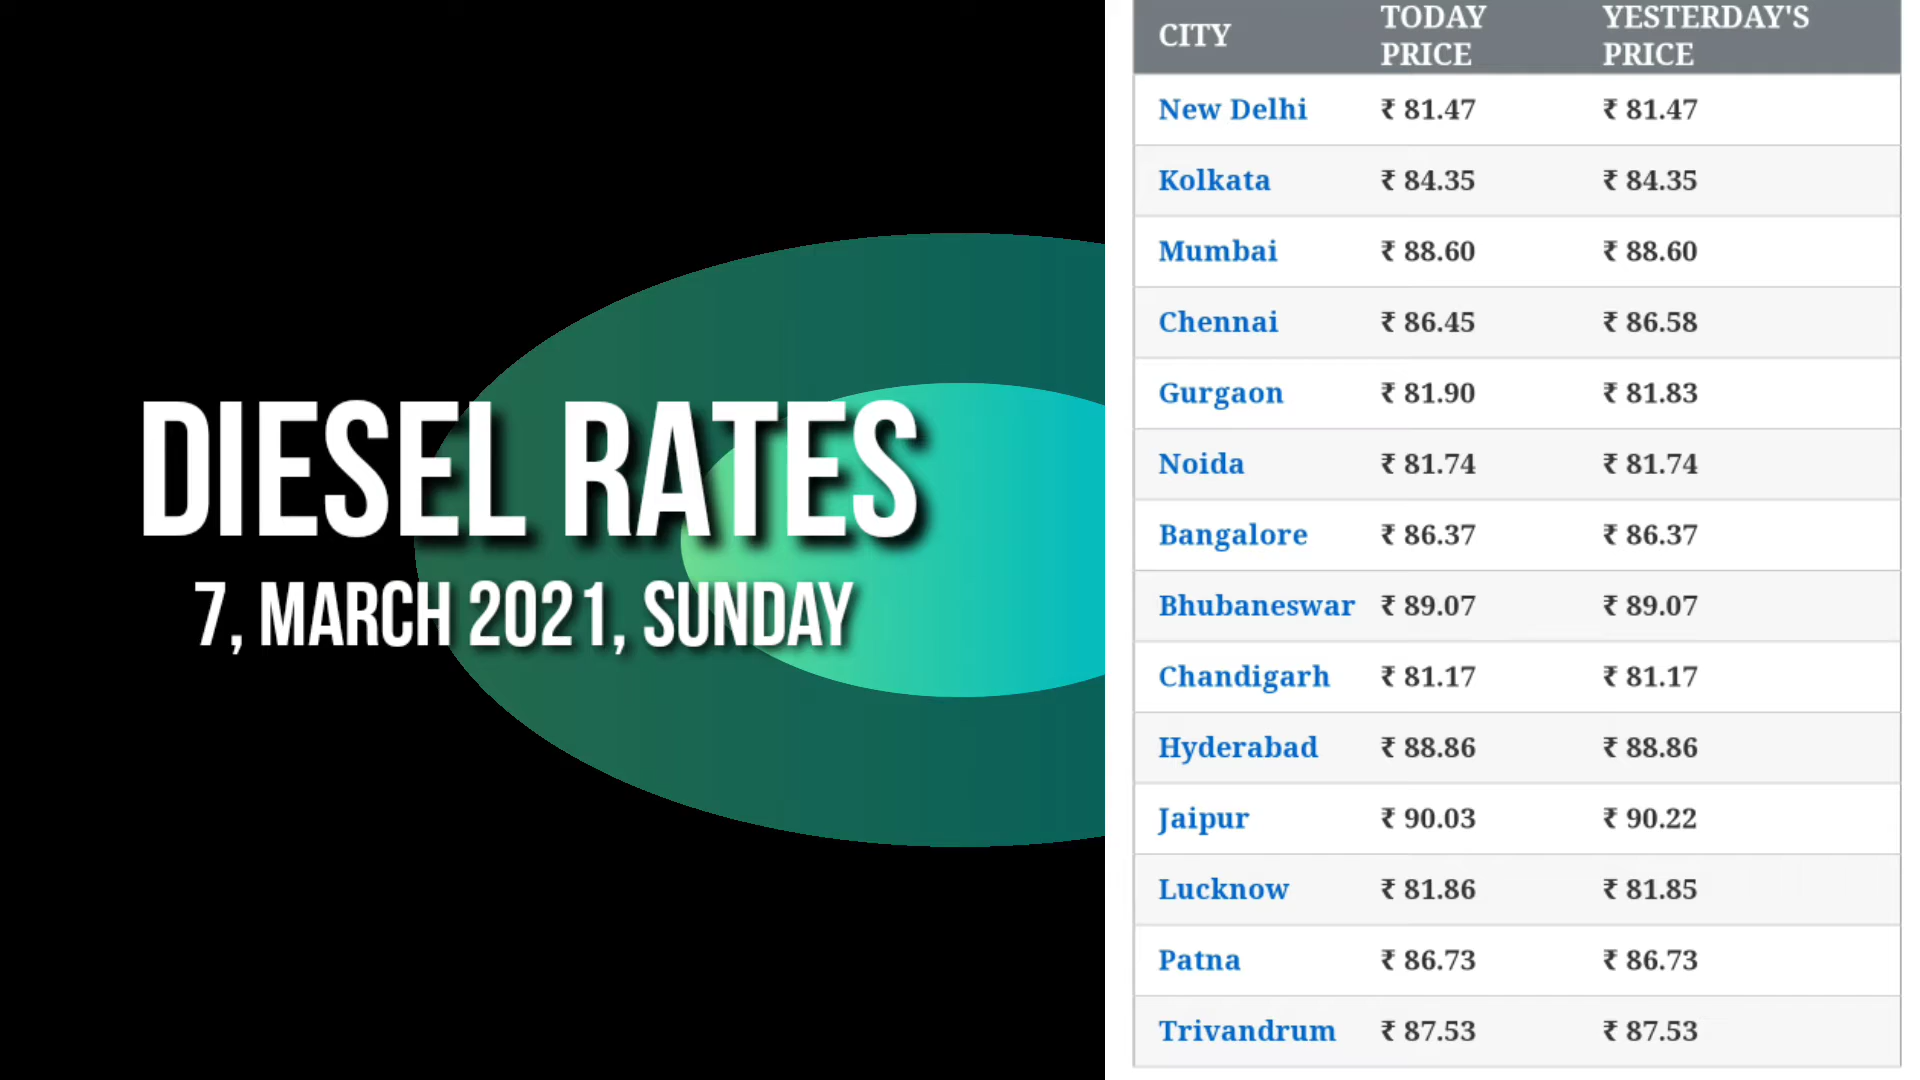 DIESEL RATES
7, MARCH 2021, SUNDAY
CITY TODAY PRICE YESTERDAY'S PRICE
New Delhi ₹ 81.47 ₹ 81.47
Kolkata ₹ 84.35 ₹ 84.35
Mumbai ₹ 88.60 ₹ 88.60
Chennai ₹ 86.45 ₹ 86.58
Gurgaon ₹ 81.90 ₹ 81.83
Noida ₹ 81.74 ₹ 81.74
Bangalore ₹ 86.37 ₹ 86.37
Bhubaneswar ₹ 89.07 ₹ 89.07
Chandigarh ₹ 81.17 ₹ 81.17
Hyderabad ₹ 88.86 ₹ 88.86
Jaipur ₹ 90.03 ₹ 90.22
Lucknow ₹ 81.86 ₹ 81.85
Patna ₹ 86.73 ₹ 86.73
Trivandrum ₹ 87.53 ₹ 87.53